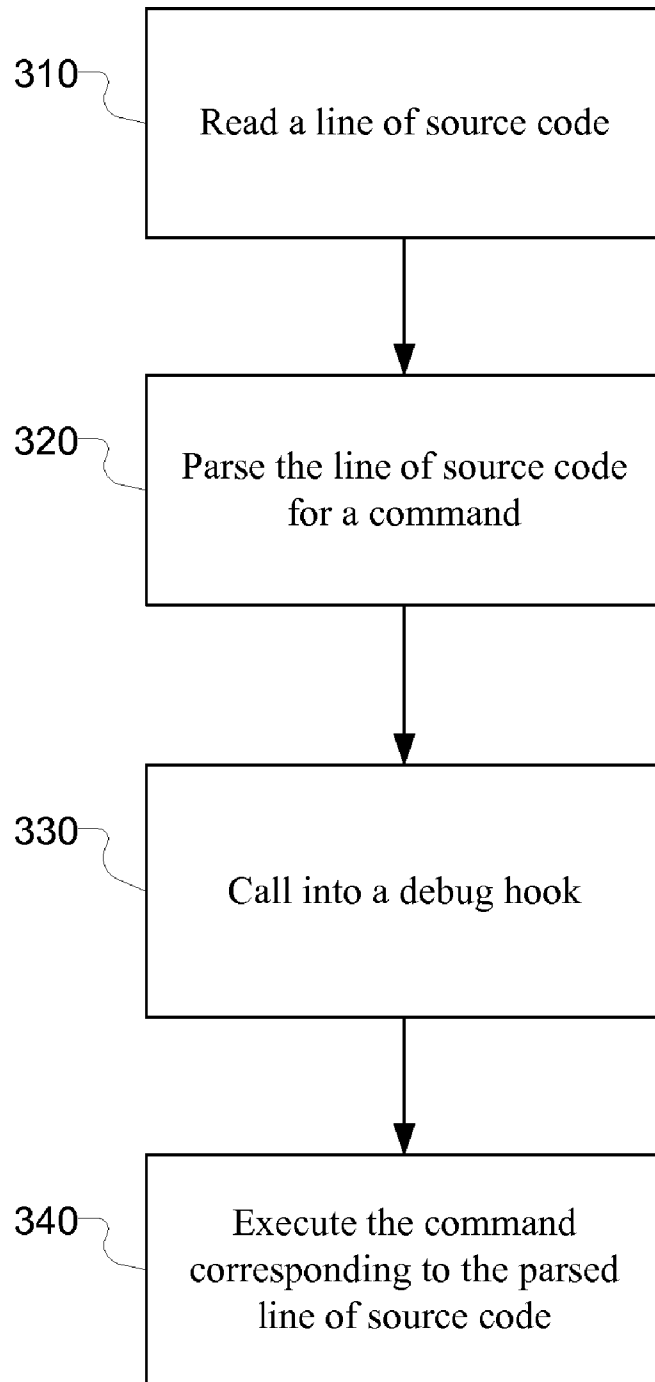 310
Read a line of source code
320
Parse the line of source code
for a command
330
Call into a debug hook
340
Execute the command
corresponding to the parsed
line of source code